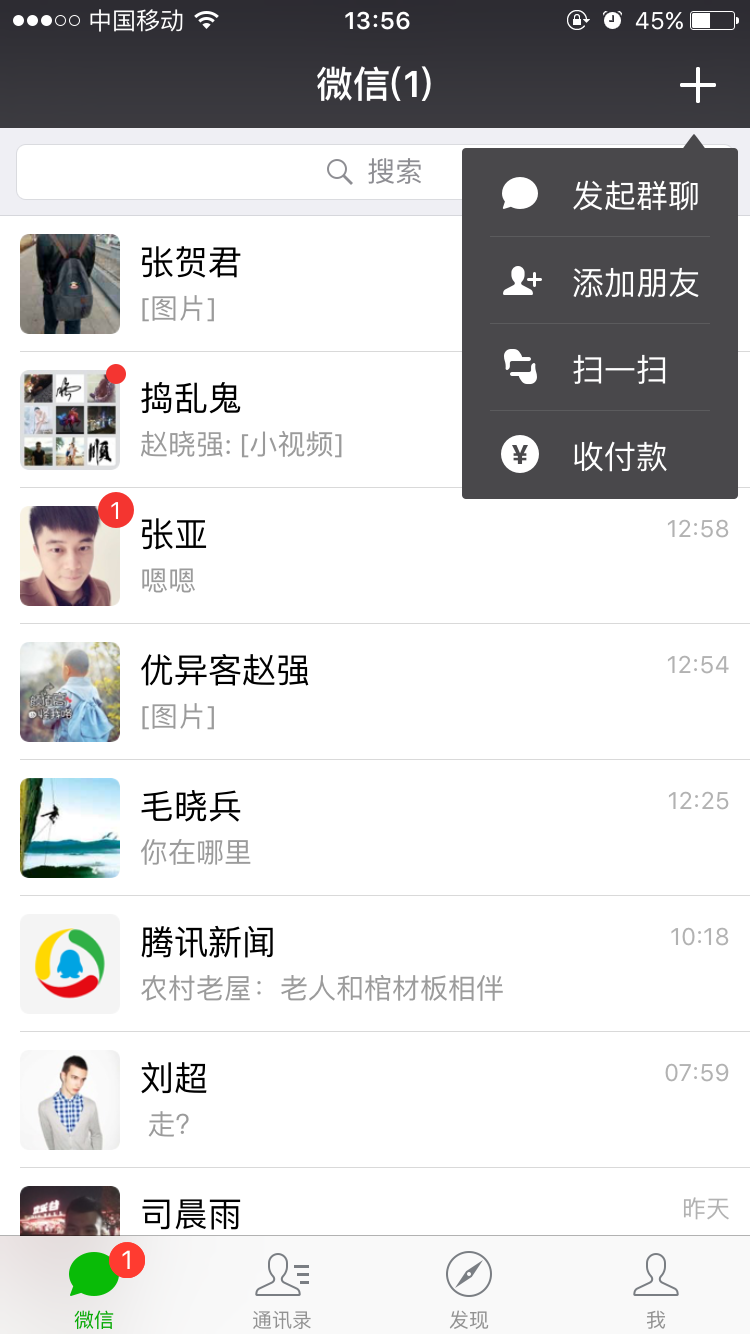 中国移动 13:56 45%
微信(1)
搜索
发起群聊
添加朋友
扫一扫
¥ 收付款
张贺君
[图片]
捣乱鬼
赵晓强: [小视频]
1
张亚 12:58
嗯嗯
优异客赵强 12:54
[图片]
毛晓兵 12:25
你在哪里
腾讯新闻 10:18
农村老屋：老人和棺材板相伴
刘超 07:59
走?
司晨雨 昨天
1
微信 通讯录 发现 我